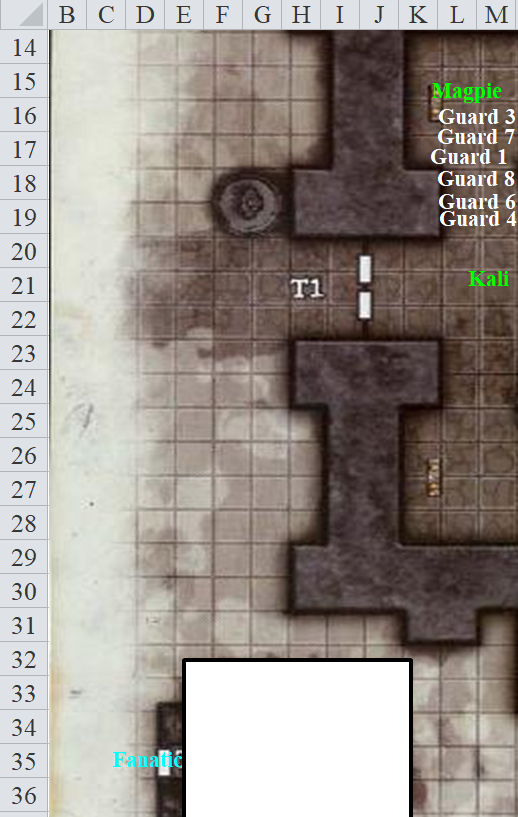 B C D E F G H I J K L M
14
15
Magpie
16
Guard 3
Guard 7
17
Guard 1
18
Guard 8
Guard 6
19
Guard 4
20
21
Kali
T1
22
23
24
25
26
27
28
29
30
31
32
33
34
35
Fanatic
36